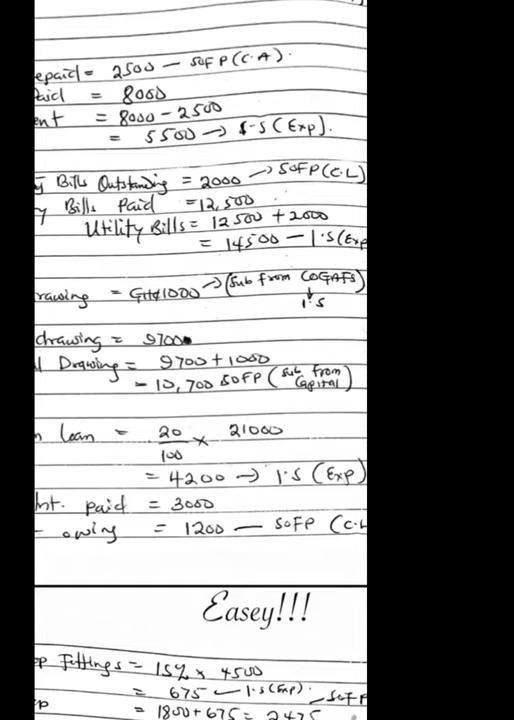 epaid = 2500 — SOFP (C.A).
aid = 8000
ent = 8000 - 2500
= 5500 → I.S (Exp).
Bills Outstanding = 2000 → SOFP (C.L)
y Bills Paid = 12,500
Utility Bills = 12500 + 2000
= 14500 — I.S (Exp
rawing = GH¢1000 → (Sub from COGAFS)
I.S
drawing = 9700
l Drawing = 9700 + 1000
= 10,700 SOFP (Sub from Capital)
n loan = 20/100 × 21000
= 4200 → I.S (Exp)
Int. paid = 3000
owing = 1200 — SOFP (C.L
Easey!!!
Fittings = 15% × 4500
= 675 — I.S (Exp).
= 1800 + 675 = 2475 — SOFP